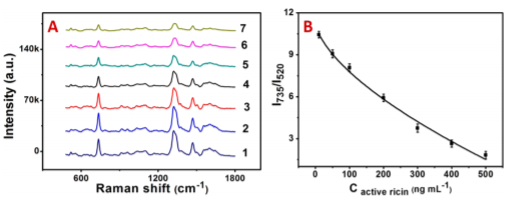 A
Intensity (a.u.)
140k
70k
0
7
6
5
4
3
2
1
600
1200
1800
Raman shift (cm⁻¹)
B
I735/I520
12
9
6
3
0
100
200
300
400
500
C active ricin (ng mL⁻¹)